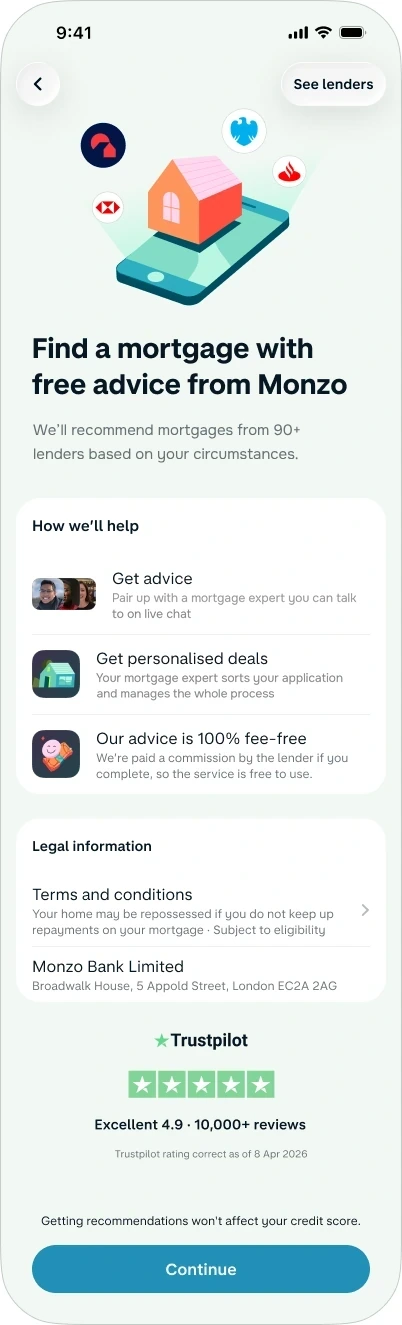 9:41
See lenders
Find a mortgage with
free advice from Monzo
We'll recommend mortgages from 90+
lenders based on your circumstances.
How we'll help
Get advice
Pair up with a mortgage expert you can talk
to on live chat
Get personalised deals
Your mortgage expert sorts your application
and manages the whole process
Our advice is 100% fee-free
We're paid a commission by the lender if you
complete, so the service is free to use.
Legal information
Terms and conditions
Your home may be repossessed if you do not keep up
repayments on your mortgage · Subject to eligibility
Monzo Bank Limited
Broadwalk House, 5 Appold Street, London EC2A 2AG
Trustpilot
Excellent 4.9 · 10,000+ reviews
Trustpilot rating correct as of 8 Apr 2026
Getting recommendations won't affect your credit score.
Continue